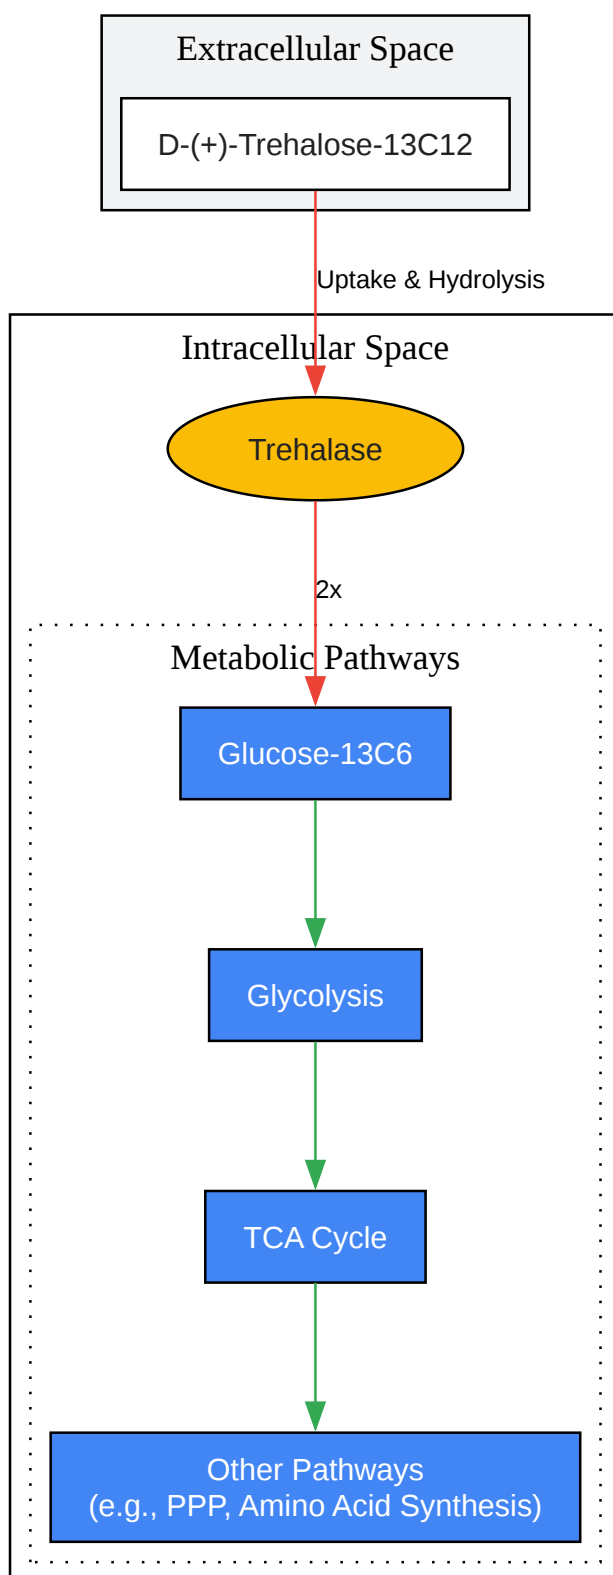 Extracellular Space
D-(+)-Trehalose-13C12
Uptake & Hydrolysis
Intracellular Space
Trehalase
2x
Metabolic Pathways
Glucose-13C6
Glycolysis
TCA Cycle
Other Pathways
(e.g., PPP, Amino Acid Synthesis)